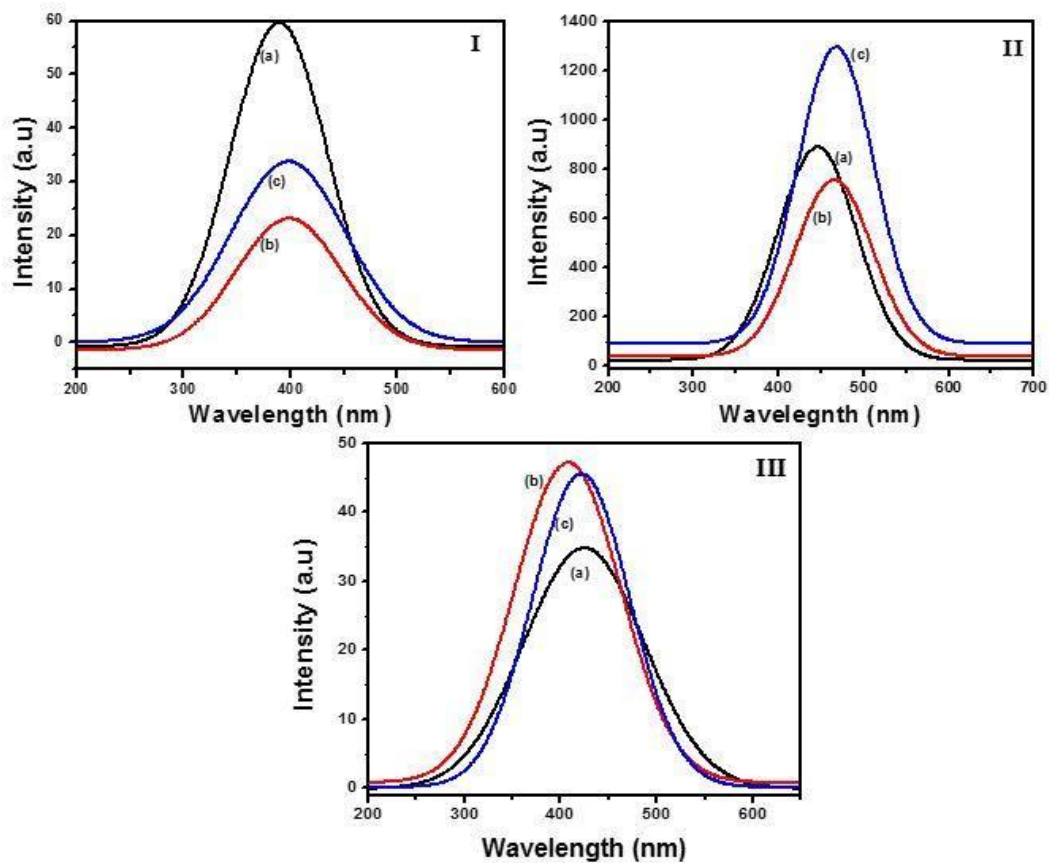 I
60
50
40
30
20
10
0
Intensity (a.u)
(a)
(c)
(b)
200 300 400 500 600
Wavelength (nm)
II
1400
1200
1000
800
600
400
200
0
Intensity (a.u)
(c)
(a)
(b)
200 300 400 500 600 700
Wavelegnth (nm)
III
50
40
30
20
10
0
Intensity (a.u)
(b)
(c)
(a)
200 300 400 500 600
Wavelength (nm)